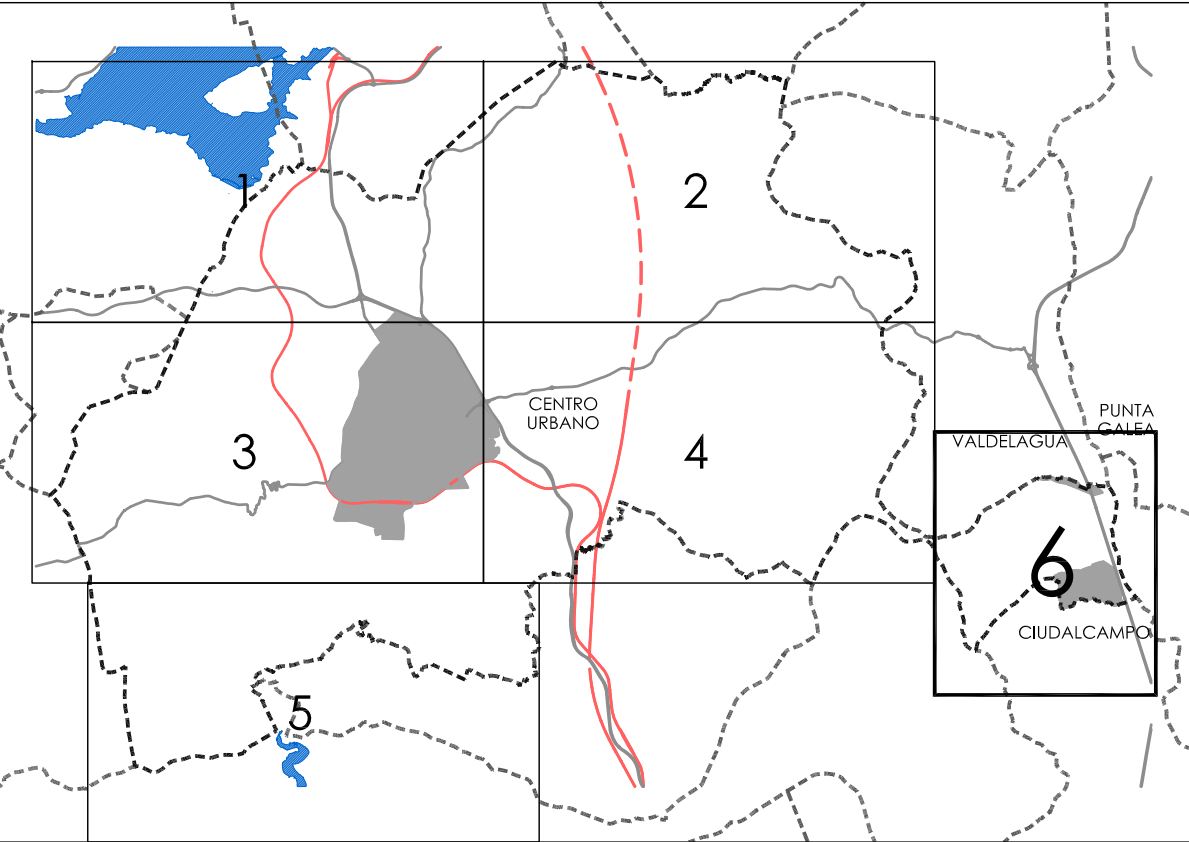 1
2
CENTRO
URBANO
PUNTA
GALEA
VALDELAGUA
3
4
6
CIUDALCAMPO
5